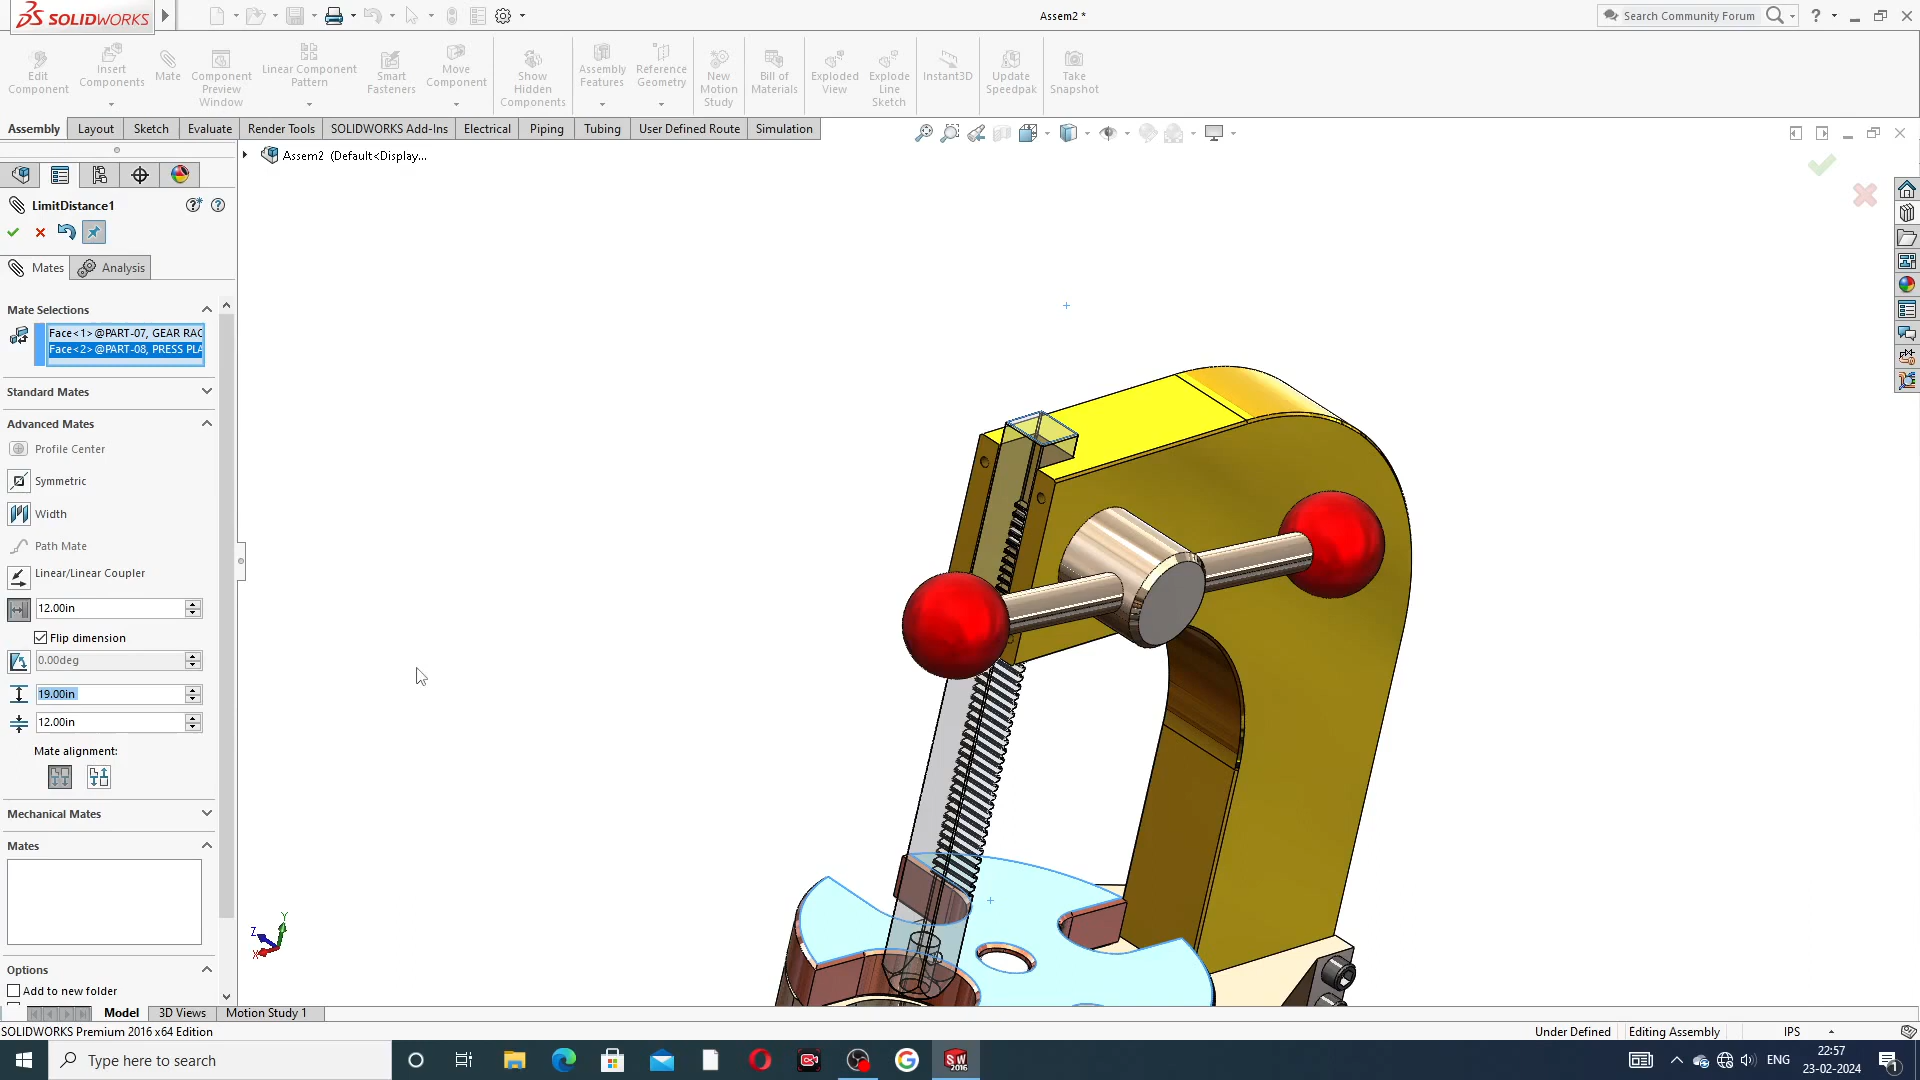 SOLIDWORKS
Assem2 *
Search Community Forum
Edit Component
Insert Components
Mate
Component Preview Window
Linear Component Pattern
Smart Fasteners
Move Component
Show Hidden Components
Assembly Features
Reference Geometry
New Motion Study
Bill of Materials
Exploded View
Explode Line Sketch
Instant3D
Update Speedpak
Take Snapshot
Assembly
Layout
Sketch
Evaluate
Render Tools
SOLIDWORKS Add-Ins
Electrical
Piping
Tubing
User Defined Route
Simulation
Assem2 (Default<Display...
LimitDistance1
Mates
Analysis
Mate Selections
Face<1>@PART-07, GEAR RAC
Face<2>@PART-08, PRESS PLA
Standard Mates
Advanced Mates
Profile Center
Symmetric
Width
Path Mate
Linear/Linear Coupler
12.00in
Flip dimension
0.00deg
19.00in
12.00in
Mate alignment:
Mechanical Mates
Mates
Options
Add to new folder
Y
Z
X
Model
3D Views
Motion Study 1
SOLIDWORKS Premium 2016 x64 Edition
Under Defined
Editing Assembly
IPS
Type here to search
SW
2016
ENG
22:57
23-02-2024
1